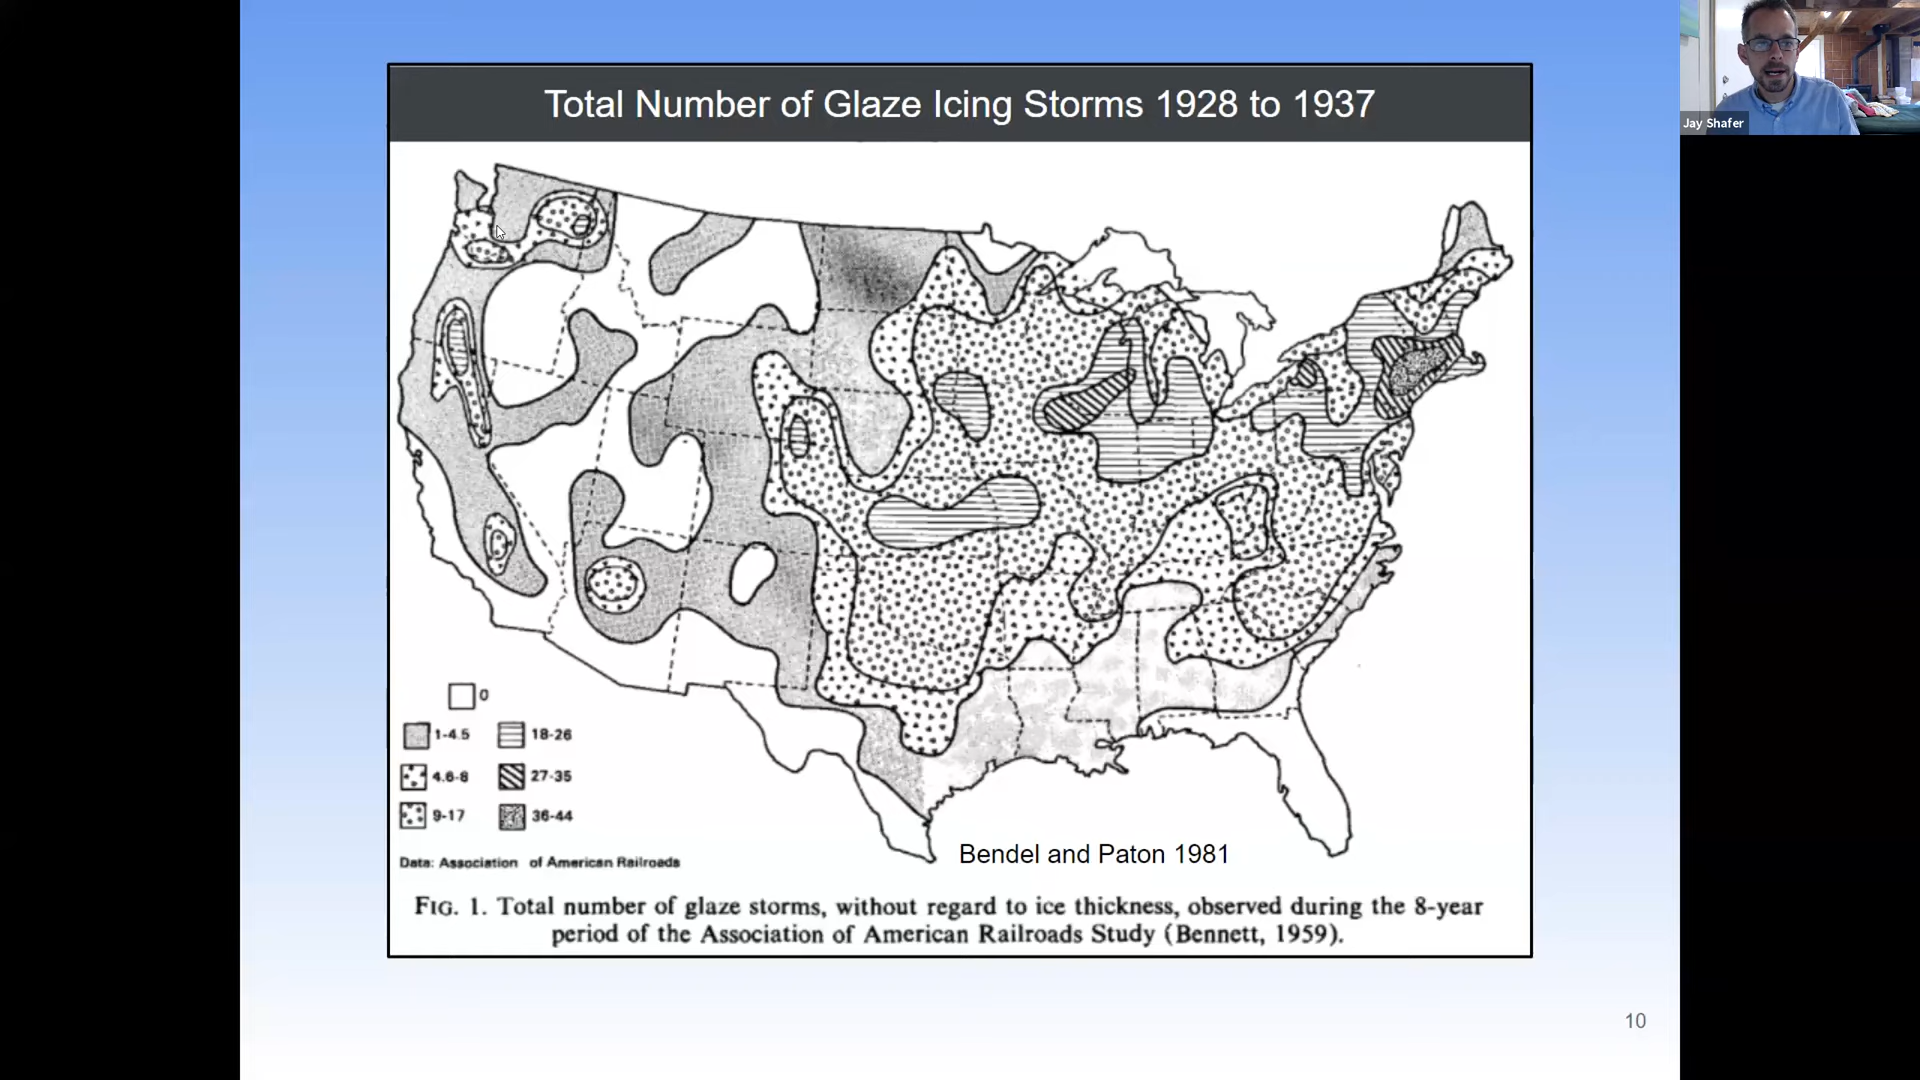 Total Number of Glaze Icing Storms 1928 to 1937
Jay Shafer
0
1-4.5
18-26
4.6-8
27-35
9-17
36-44
Data: Association of American Railroads
Bendel and Paton 1981
FIG. 1. Total number of glaze storms, without regard to ice thickness, observed during the 8-year
period of the Association of American Railroads Study (Bennett, 1959).
10